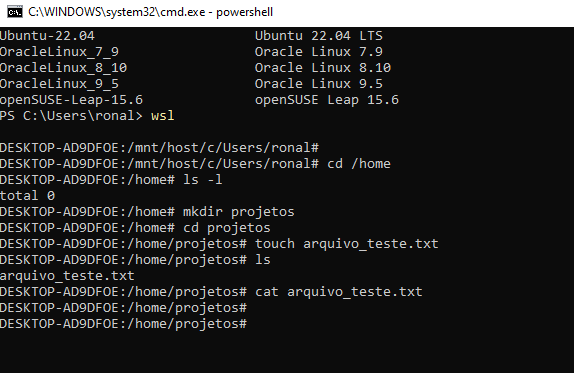 C:\WINDOWS\system32\cmd.exe - powershell
Ubuntu-22.04                    Ubuntu 22.04 LTS
OracleLinux_7_9                 Oracle Linux 7.9
OracleLinux_8_10                Oracle Linux 8.10
OracleLinux_9_5                 Oracle Linux 9.5
openSUSE-Leap-15.6              openSUSE Leap 15.6
PS C:\Users\ronal> wsl
DESKTOP-AD9DFOE:/mnt/host/c/Users/ronal#
DESKTOP-AD9DFOE:/mnt/host/c/Users/ronal# cd /home
DESKTOP-AD9DFOE:/home# ls -l
total 0
DESKTOP-AD9DFOE:/home# mkdir projetos
DESKTOP-AD9DFOE:/home# cd projetos
DESKTOP-AD9DFOE:/home/projetos# touch arquivo_teste.txt
DESKTOP-AD9DFOE:/home/projetos# ls
arquivo_teste.txt
DESKTOP-AD9DFOE:/home/projetos# cat arquivo_teste.txt
DESKTOP-AD9DFOE:/home/projetos#
DESKTOP-AD9DFOE:/home/projetos#